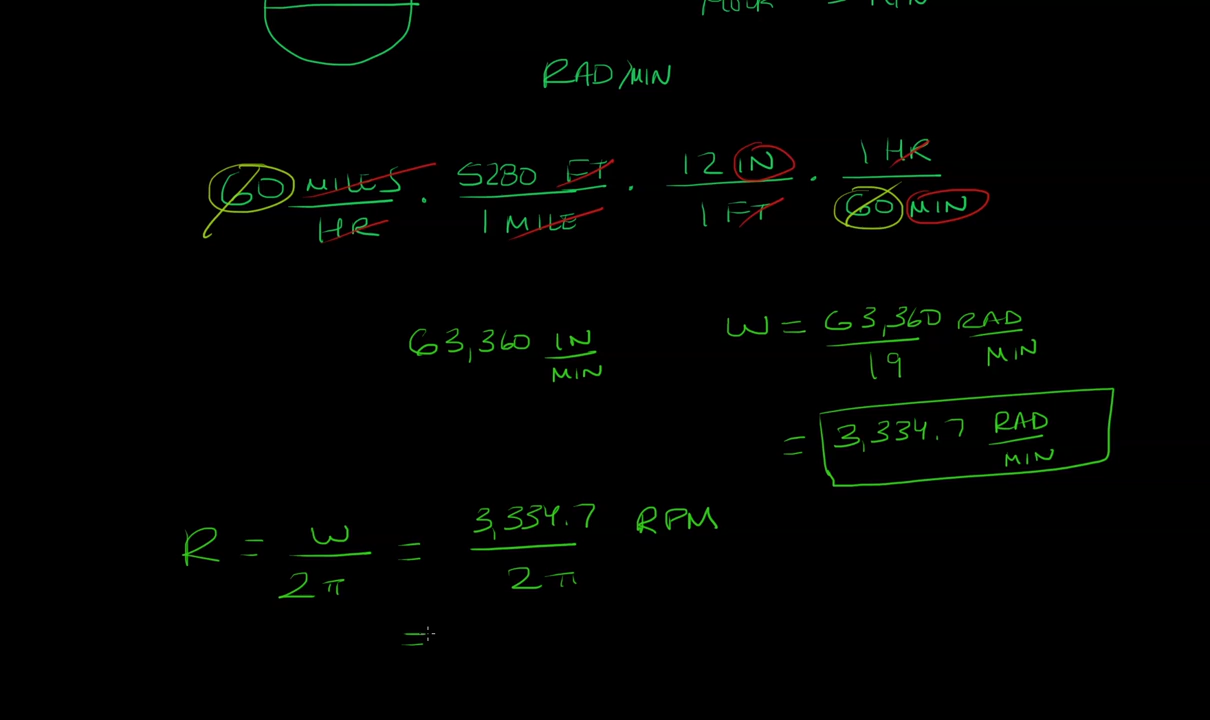 RAD/MIN
60 MILES/HR · 5280 FT/1 MILE · 12 IN/1 FT · 1 HR/60 MIN
63,360 IN/MIN
W = 63,360/19 RAD/MIN
= 3,334.7 RAD/MIN
R = W/2π = 3,334.7/2π RPM
=